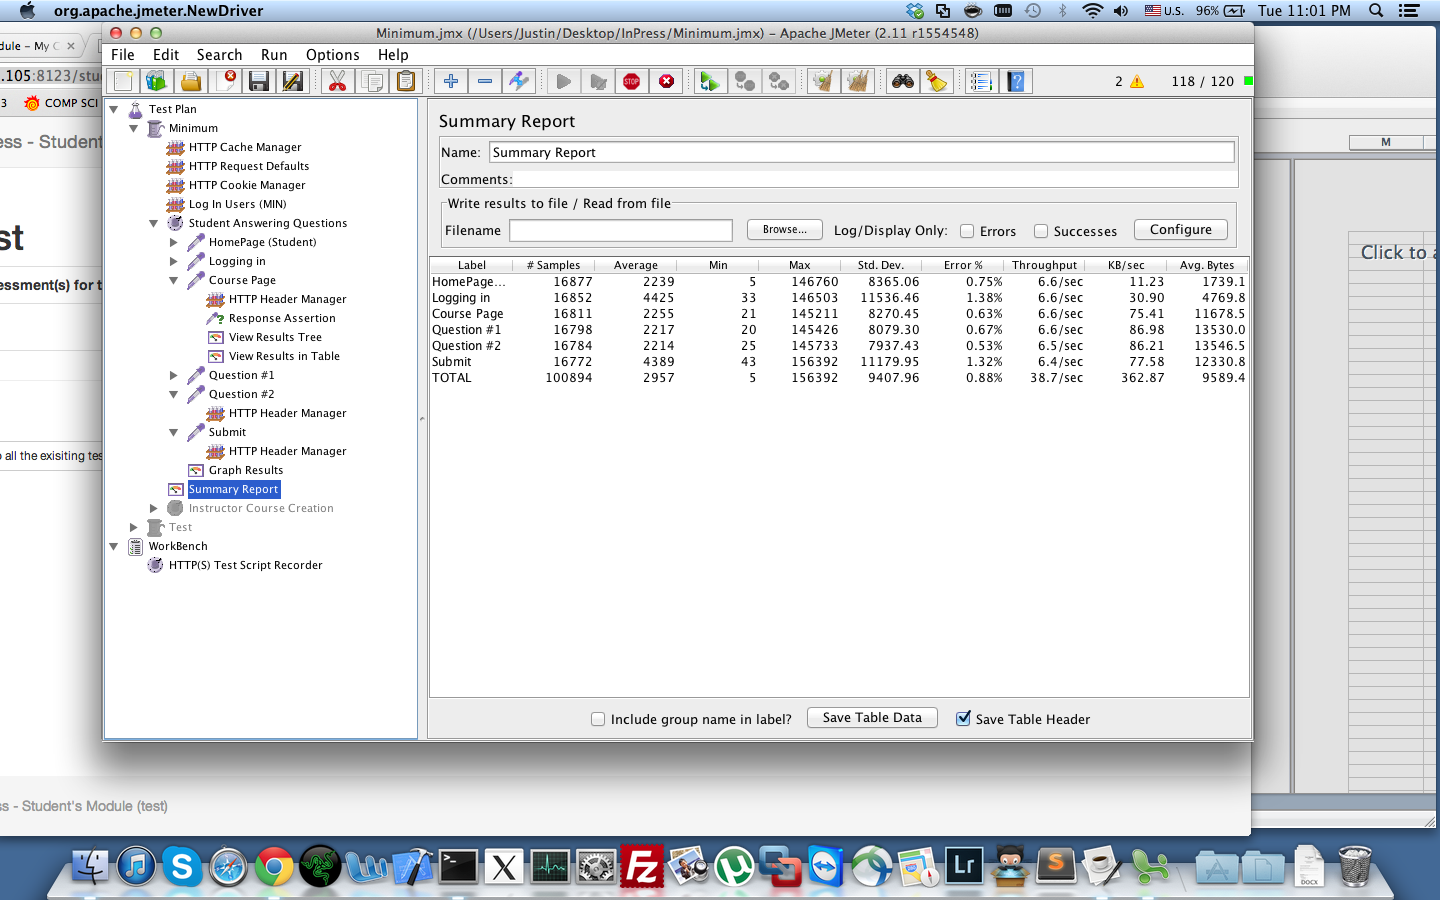 org.apache.jmeter.NewDriver
U.S. 96% Tue 11:01 PM
Minimum.jmx (/Users/Justin/Desktop/InPress/Minimum.jmx) – Apache JMeter (2.11 r1554548)
dule – My C
.105:8123/stu
3 COMP SCI
ess - Student
st
essment(s) for t
o all the exisiting tes
ss - Student's Module (test)
File Edit Search Run Options Help
STOP
2 118 / 120
Test Plan
Minimum
HTTP Cache Manager
HTTP Request Defaults
HTTP Cookie Manager
Log In Users (MIN)
Student Answering Questions
HomePage (Student)
Logging in
Course Page
HTTP Header Manager
Response Assertion
View Results Tree
View Results in Table
Question #1
Question #2
HTTP Header Manager
Submit
HTTP Header Manager
Graph Results
Summary Report
Instructor Course Creation
Test
WorkBench
HTTP(S) Test Script Recorder
Summary Report
Name: Summary Report
Comments:
Write results to file / Read from file
Filename Browse... Log/Display Only: Errors Successes Configure
Label # Samples Average Min Max Std. Dev. Error % Throughput KB/sec Avg. Bytes
HomePage... 16877 2239 5 146760 8365.06 0.75% 6.6/sec 11.23 1739.1
Logging in 16852 4425 33 146503 11536.46 1.38% 6.6/sec 30.90 4769.8
Course Page 16811 2255 21 145211 8270.45 0.63% 6.6/sec 75.41 11678.5
Question #1 16798 2217 20 145426 8079.30 0.67% 6.6/sec 86.98 13530.0
Question #2 16784 2214 25 145733 7937.43 0.53% 6.5/sec 86.21 13546.5
Submit 16772 4389 43 156392 11179.95 1.32% 6.4/sec 77.58 12330.8
TOTAL 100894 2957 5 156392 9407.96 0.88% 38.7/sec 362.87 9589.4
Include group name in label? Save Table Data Save Table Header
M
Click to a
Lr
DOCX